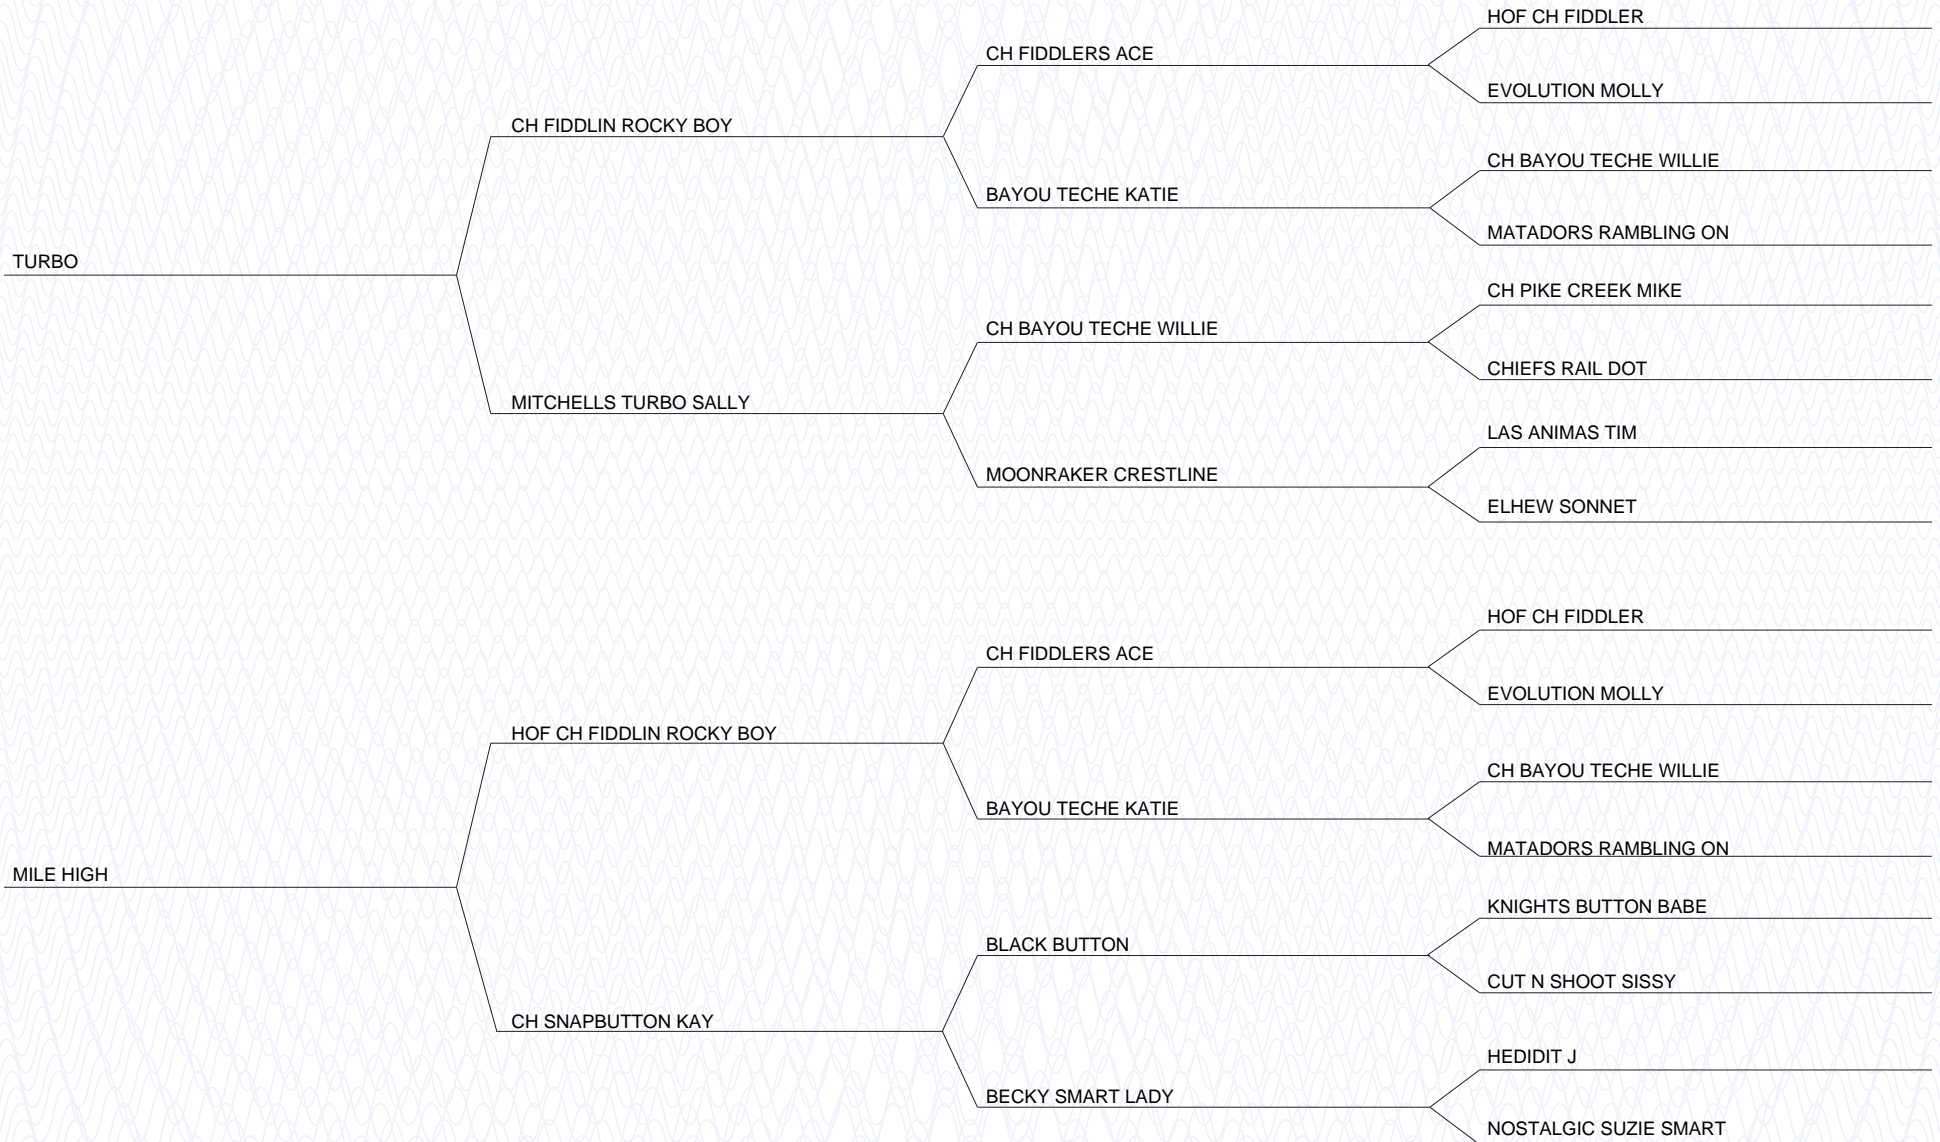 HOF CH FIDDLER
CH FIDDLERS ACE
EVOLUTION MOLLY
CH FIDDLIN ROCKY BOY
CH BAYOU TECHE WILLIE
BAYOU TECHE KATIE
MATADORS RAMBLING ON
TURBO
CH PIKE CREEK MIKE
CH BAYOU TECHE WILLIE
CHIEFS RAIL DOT
MITCHELLS TURBO SALLY
LAS ANIMAS TIM
MOONRAKER CRESTLINE
ELHEW SONNET
HOF CH FIDDLER
CH FIDDLERS ACE
EVOLUTION MOLLY
HOF CH FIDDLIN ROCKY BOY
CH BAYOU TECHE WILLIE
BAYOU TECHE KATIE
MATADORS RAMBLING ON
MILE HIGH
KNIGHTS BUTTON BABE
BLACK BUTTON
CUT N SHOOT SISSY
CH SNAPBUTTON KAY
HEDIDIT J
BECKY SMART LADY
NOSTALGIC SUZIE SMART